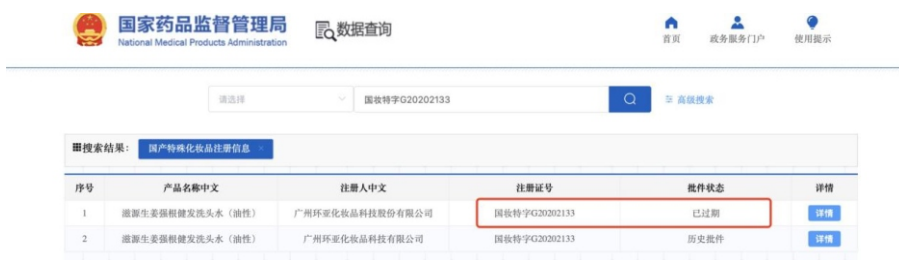 国家药品监督管理局
National Medical Products Administration
数据查询
首页 政务服务门户 使用提示
请选择 国妆特字G20202133 高级搜索
搜索结果： 国产特殊化妆品注册信息 ×
序号 产品名称中文 注册人中文 注册证号 批件状态 详情
1 滋源生姜强根健发洗头水（油性） 广州环亚化妆品科技股份有限公司 国妆特字G20202133 已过期 详情
2 滋源生姜强根健发洗头水（油性） 广州环亚化妆品科技有限公司 国妆特字G20202133 历史批件 详情